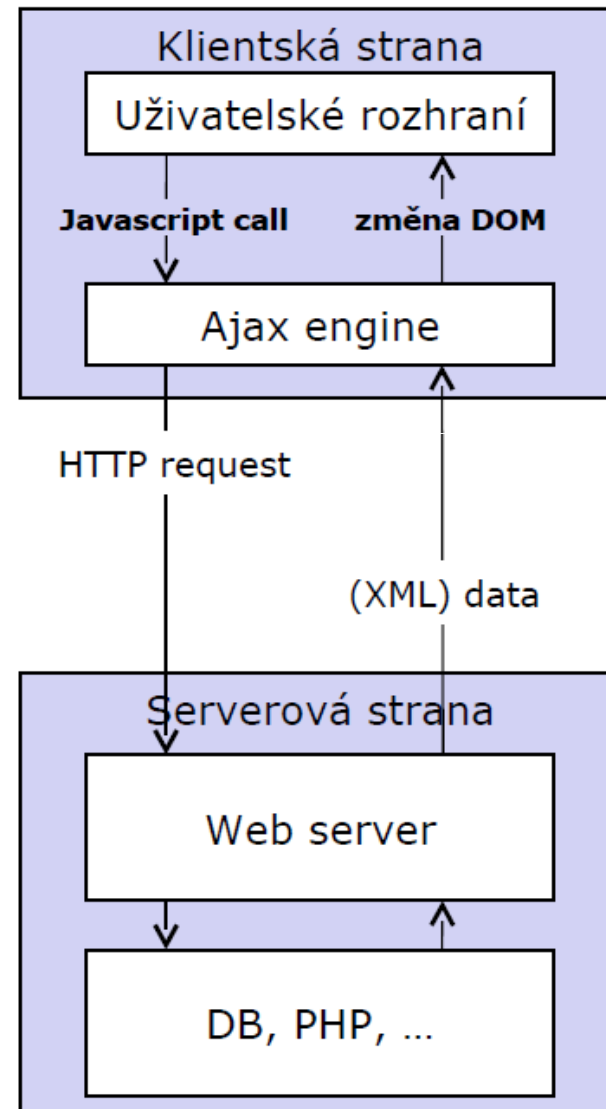 Klientská strana
Uživatelské rozhraní
Javascript call
změna DOM
Ajax engine
HTTP request
(XML) data
Serverová strana
Web server
DB, PHP, ...